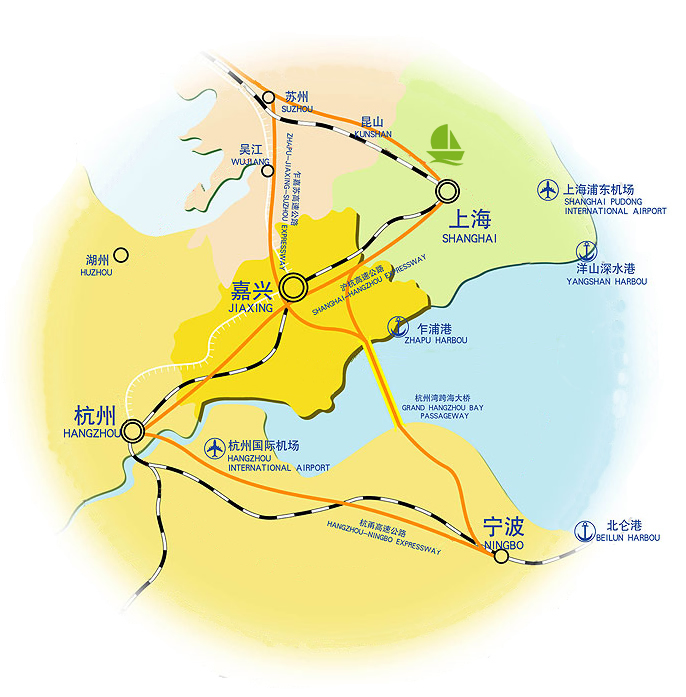 苏州
SUZHOU
昆山
KUNSHAN
吴江
WUJIANG
乍嘉苏高速公路
ZHAPU-JIAXING-SUZHOU EXPRESSWAY
上海浦东机场
SHANGHAI PUDONG
INTERNATIONAL AIRPORT
上海
SHANGHAI
湖州
HUZHOU
洋山深水港
YANGSHAN HARBOU
沪杭高速公路
SHANGHAI-HANGZHOU EXPRESSWAY
嘉兴
JIAXING
乍浦港
ZHAPU HARBOU
杭州湾跨海大桥
GRAND HANGZHOU BAY
PASSAGEWAY
杭州
HANGZHOU
杭州国际机场
HANGZHOU
INTERNATIONAL AIRPORT
杭甬高速公路
HANGZHOU-NINGBO EXPRESSWAY
宁波
NINGBO
北仑港
BEILUN HARBOU